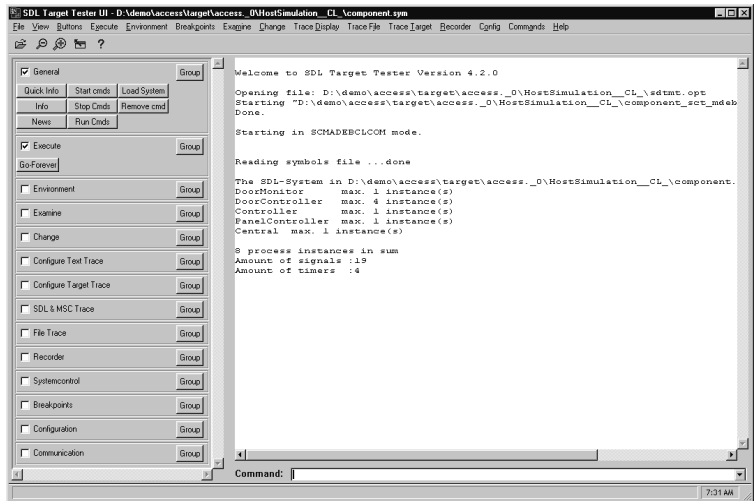 SDL Target Tester UI - D:\demo\access\target\access._0\HostSimulation__CL_\component.sym
File View Buttons Execute Environment Breakpoints Examine Change Trace Display Trace File Trace Target Recorder Config Commands Help
General Group
Quick Info Start cmds Load System
Info Stop Cmds Remove cmd
News Run Cmds
Execute Group
Go-Forever
Environment Group
Examine Group
Change Group
Configure Text Trace Group
Configure Target Trace Group
SDL & MSC Trace Group
File Trace Group
Recorder Group
Systemcontrol Group
Breakpoints Group
Configuration Group
Communication Group
Welcome to SDL Target Tester Version 4.2.0
Opening file: D:\demo\access\target\access._0\HostSimulation__CL_\sdtmt.opt
Starting "D:\demo\access\target\access._0\HostSimulation__CL_\component_sct_mdeb
Done.
Starting in SCMADEBCLCOM mode.
Reading symbols file ...done
The SDL-System in D:\demo\access\target\access._0\HostSimulation__CL_\component.
DoorMonitor max. 1 instance(s)
DoorController max. 4 instance(s)
Controller max. 1 instance(s)
PanelController max. 1 instance(s)
Central max. 1 instance(s)
8 process instances in sum
Amount of signals :19
Amount of timers :4
Command:
7:31 AM